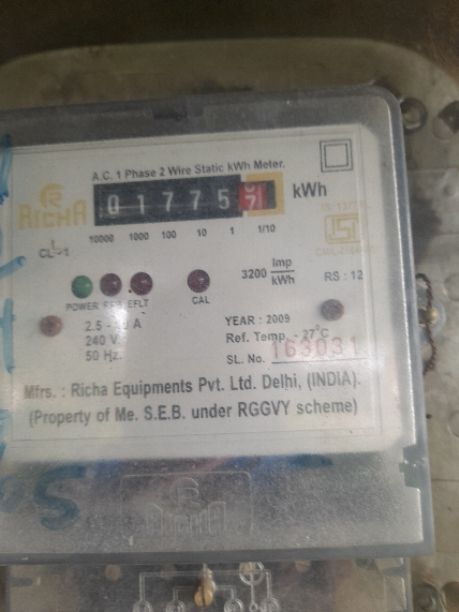 A.C. 1 Phase 2 Wire Static kWh Meter.
RICHA
01775 kWh
10000 1000 100 10 1 1/10
3200 Imp/kWh
RS : 12
POWER EFLT CAL
240 V
50 Hz.
YEAR : 2009
Ref. Temp. - 27°C
SL. No. 163031
Mfrs. : Richa Equipments Pvt. Ltd. Delhi, (INDIA).
(Property of Me. S.E.B. under RGGVY scheme)
RICHA